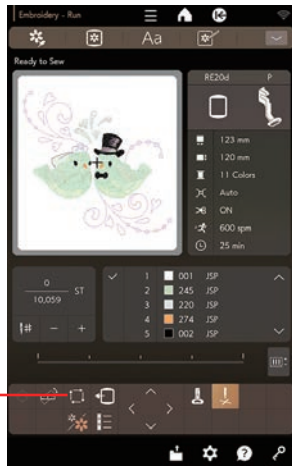 Embroidery - Run
Aa
Ready to Sew
RE20d P
123 mm
120 mm
11 Colors
Auto
ON
600 spm
25 min
0
10,059
ST
# - +
1 001 JSP
2 245 JSP
3 220 JSP
4 274 JSP
5 002 JSP
?